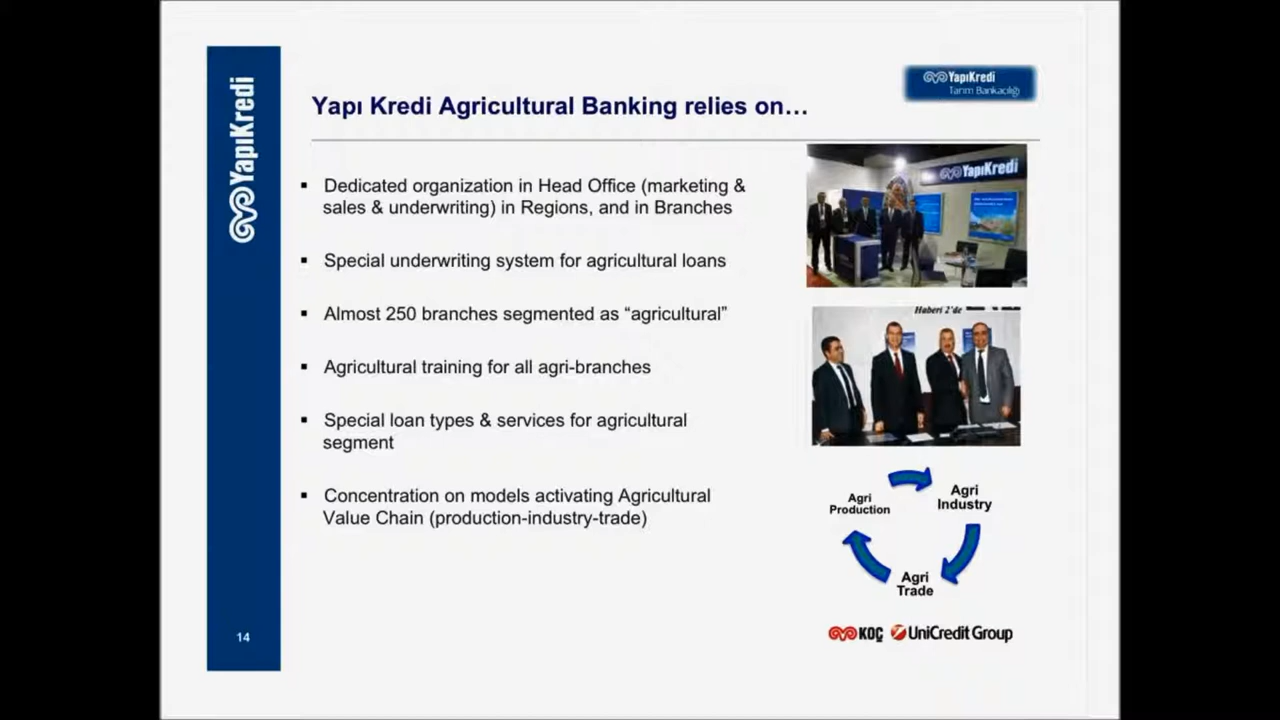 YapıKredi
YapıKredi
Tarım Bankacılığı
Yapı Kredi Agricultural Banking relies on…
▪ Dedicated organization in Head Office (marketing &
sales & underwriting) in Regions, and in Branches
▪ Special underwriting system for agricultural loans
▪ Almost 250 branches segmented as “agricultural”
▪ Agricultural training for all agri-branches
▪ Special loan types & services for agricultural
segment
▪ Concentration on models activating Agricultural
Value Chain (production-industry-trade)
YapıKredi
Haberi 2'de
Agri
Production
Agri
Industry
Agri
Trade
KOÇ UniCredit Group
14